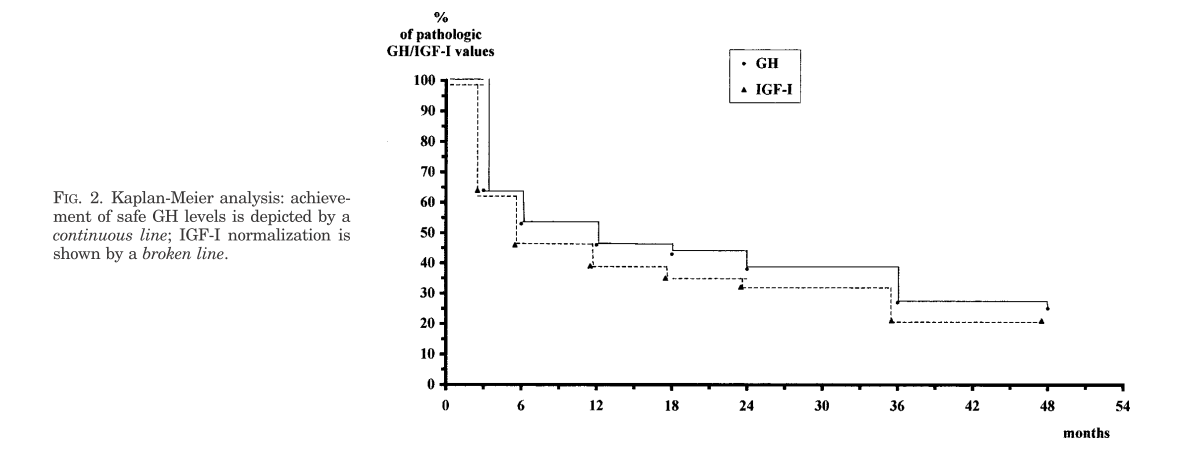 FIG. 2. Kaplan-Meier analysis: achieve-
ment of safe GH levels is depicted by a
continuous line; IGF-I normalization is
shown by a broken line.
%
of pathologic
GH/IGF-I values
GH
IGF-I
100
90
80
70
60
50
40
30
20
10
0
0 6 12 18 24 30 36 42 48 54
months